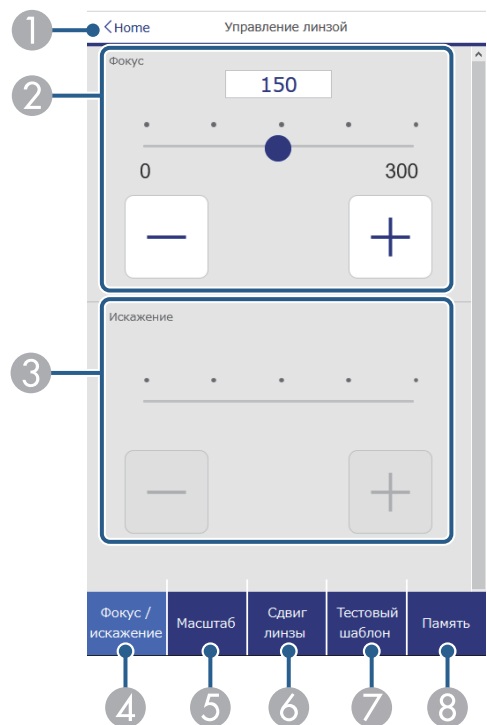 1
<Home
Управление линзой
2
Фокус
150
0
300
3
Искажение
Фокус /
искажение
Масштаб
Сдвиг
линзы
Тестовый
шаблон
Память
4
5
6
7
8